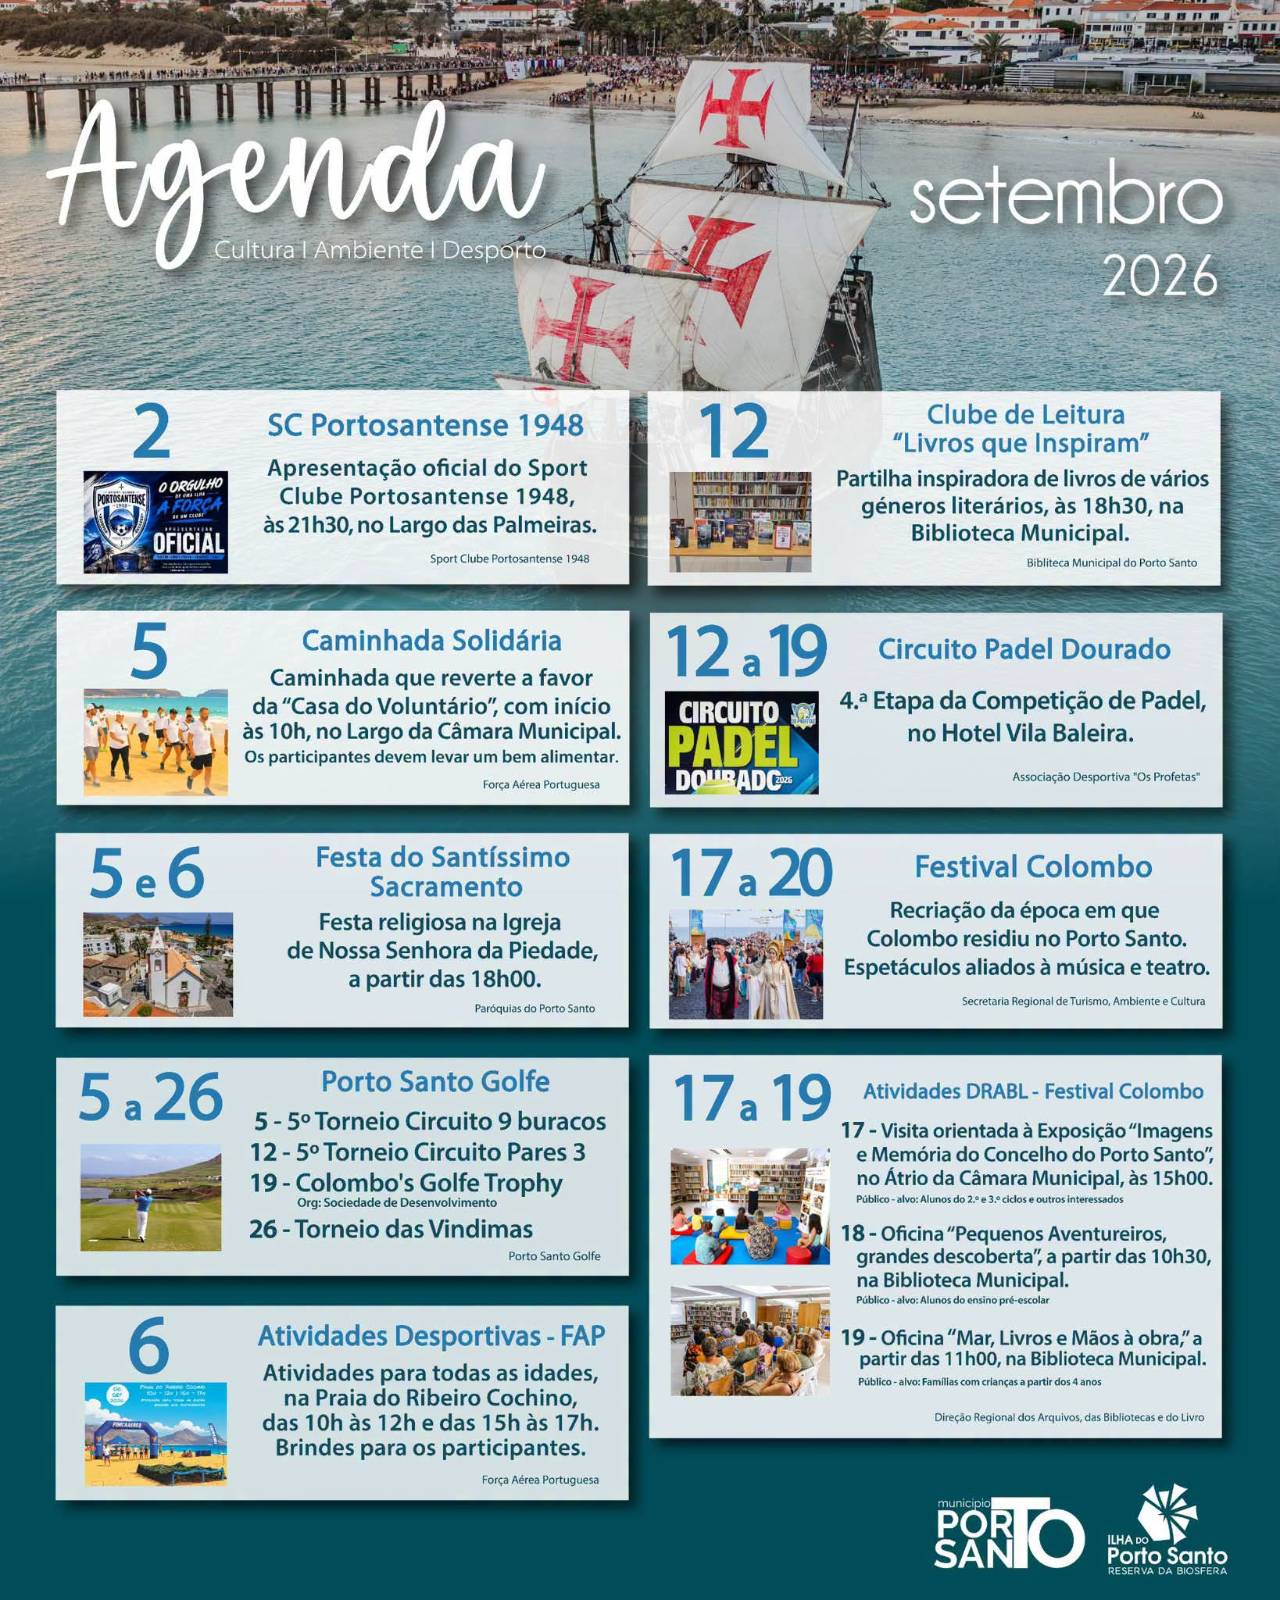 Agenda
Cultura | Ambiente | Desporto
setembro
2026
2
SC Portosantense 1948
Apresentação oficial do Sport
Clube Portosantense 1948,
às 21h30, no Largo das Palmeiras.
Sport Clube Portosantense 1948
PORTOSANTENSE
1948
O ORGULHO
DE UMA ILHA
A FORÇA
DE UM CLUBE
APRESENTAÇÃO
OFICIAL
5
Caminhada Solidária
Caminhada que reverte a favor
da “Casa do Voluntário”, com início
às 10h, no Largo da Câmara Municipal.
Os participantes devem levar um bem alimentar.
Força Aérea Portuguesa
5 e 6
Festa do Santíssimo
Sacramento
Festa religiosa na Igreja
de Nossa Senhora da Piedade,
a partir das 18h00.
Paróquias do Porto Santo
5 a 26
Porto Santo Golfe
5 - 5º Torneio Circuito 9 buracos
12 - 5º Torneio Circuito Pares 3
19 - Colombo's Golfe Trophy
Org: Sociedade de Desenvolvimento
26 - Torneio das Vindimas
Porto Santo Golfe
6
Atividades Desportivas - FAP
Atividades para todas as idades,
na Praia do Ribeiro Cochino,
das 10h às 12h e das 15h às 17h.
Brindes para os participantes.
Força Aérea Portuguesa
12
Clube de Leitura
“Livros que Inspiram”
Partilha inspiradora de livros de vários
géneros literários, às 18h30, na
Biblioteca Municipal.
Bibliteca Municipal do Porto Santo
12 a 19
Circuito Padel Dourado
4.ª Etapa da Competição de Padel,
no Hotel Vila Baleira.
Associação Desportiva "Os Profetas"
CIRCUITO
PADEL
DOURADO
2026
17 a 20
Festival Colombo
Recriação da época em que
Colombo residiu no Porto Santo.
Espetáculos aliados à música e teatro.
Secretaria Regional de Turismo, Ambiente e Cultura
17 a 19
Atividades DRABL - Festival Colombo
17 - Visita orientada à Exposição “Imagens
e Memória do Concelho do Porto Santo”,
no Átrio da Câmara Municipal, às 15h00.
Público - alvo: Alunos do 2.º e 3.º ciclos e outros interessados
18 - Oficina “Pequenos Aventureiros,
grandes descoberta”, a partir das 10h30,
na Biblioteca Municipal.
Público - alvo: Alunos do ensino pré-escolar
19 - Oficina “Mar, Livros e Mãos à obra,” a
partir das 11h00, na Biblioteca Municipal.
Público - alvo: Famílias com crianças a partir dos 4 anos
Direção Regional dos Arquivos, das Bibliotecas e do Livro
município
PORTO
SANTO
ILHA DO
Porto Santo
RESERVA DA BIOSFERA